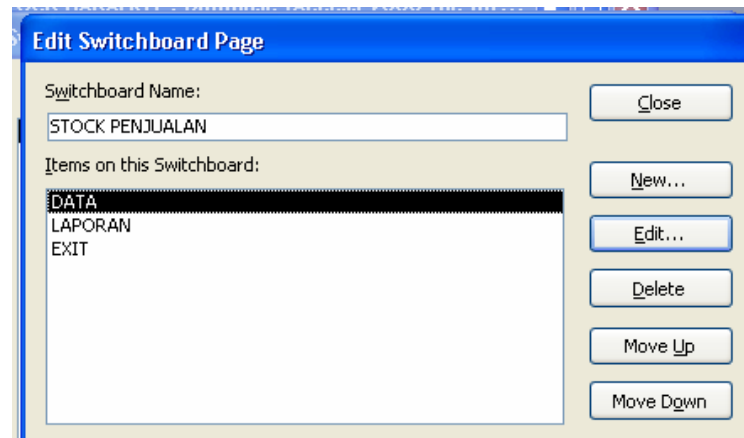 Edit Switchboard Page
Switchboard Name:
Close
STOCK PENJUALAN
Items on this Switchboard:
New...
DATA
LAPORAN
Edit...
EXIT
Delete
Move Up
Move Down